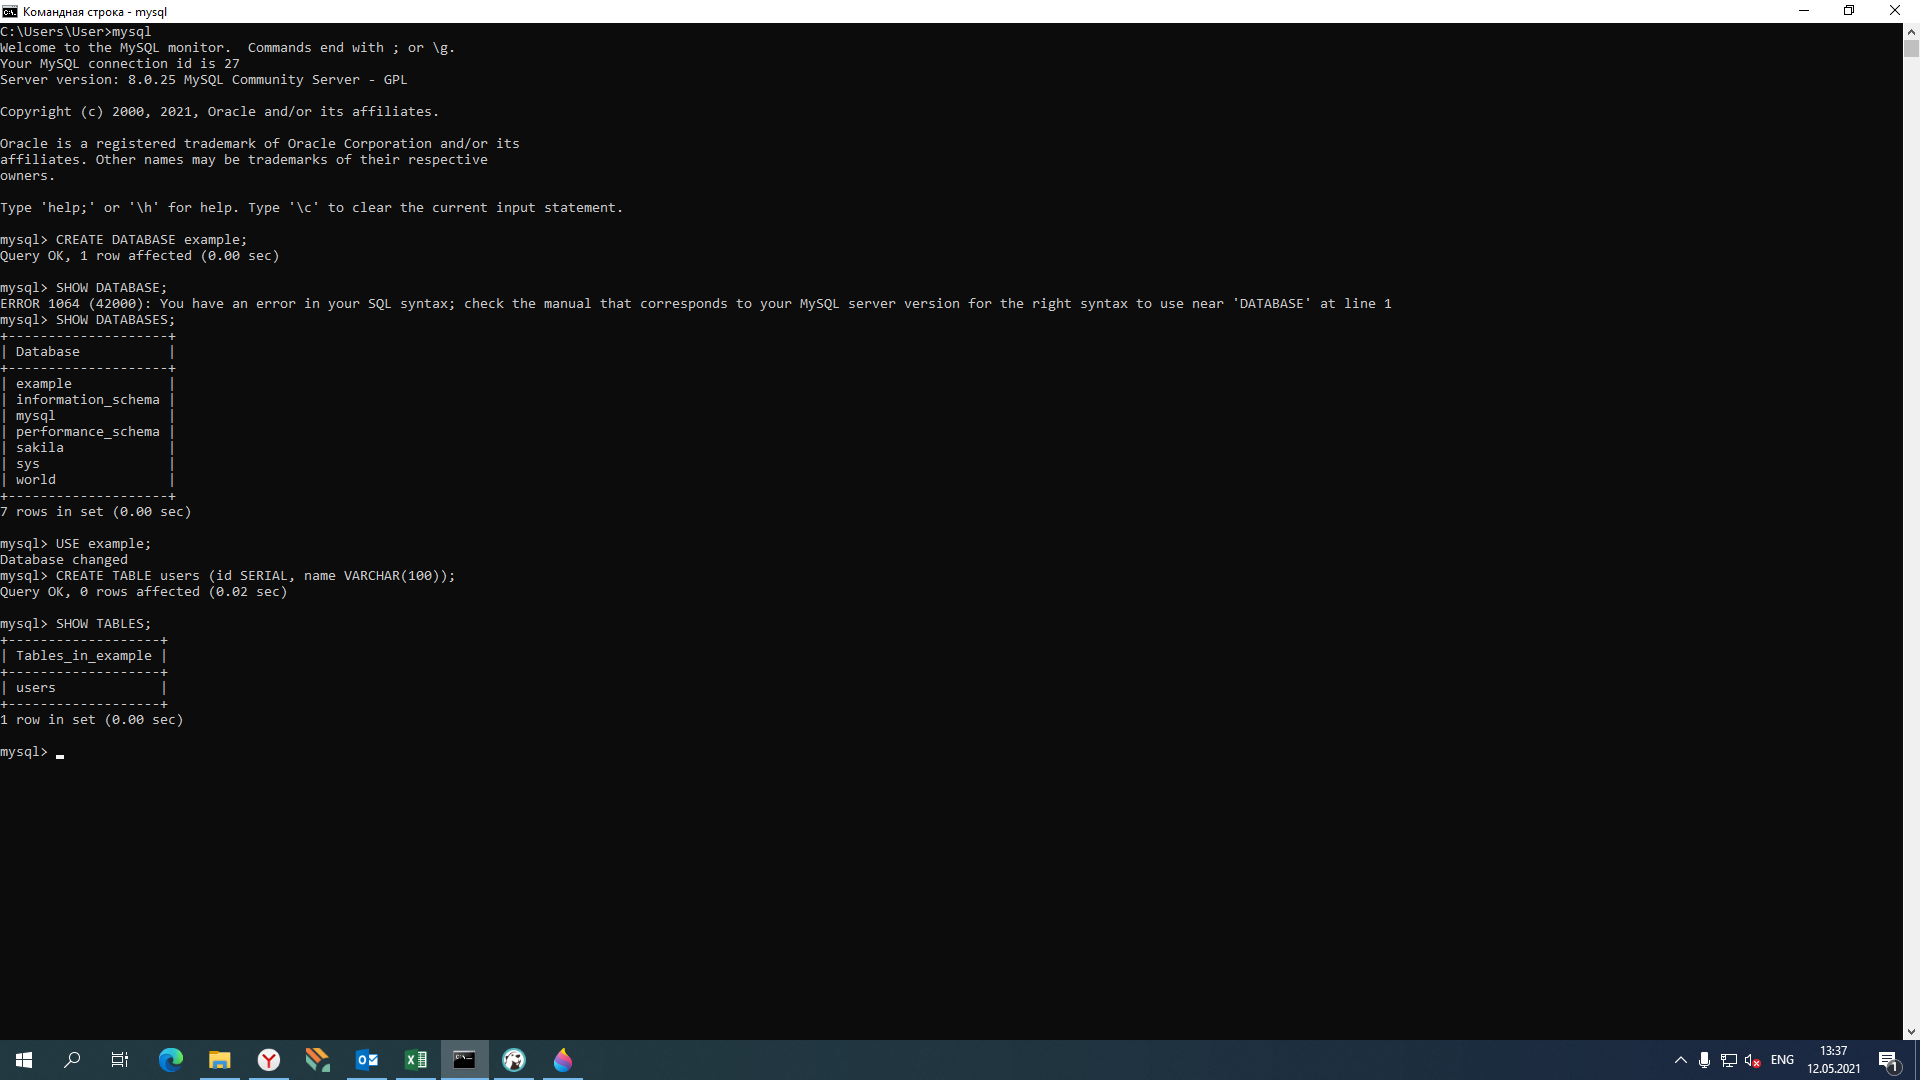 Командная строка - mysql
C:\Users\User>mysql
Welcome to the MySQL monitor.  Commands end with ; or \g.
Your MySQL connection id is 27
Server version: 8.0.25 MySQL Community Server - GPL

Copyright (c) 2000, 2021, Oracle and/or its affiliates.

Oracle is a registered trademark of Oracle Corporation and/or its
affiliates. Other names may be trademarks of their respective
owners.

Type 'help;' or '\h' for help. Type '\c' to clear the current input statement.

mysql> CREATE DATABASE example;
Query OK, 1 row affected (0.00 sec)

mysql> SHOW DATABASE;
ERROR 1064 (42000): You have an error in your SQL syntax; check the manual that corresponds to your MySQL server version for the right syntax to use near 'DATABASE' at line 1
mysql> SHOW DATABASES;
+--------------------+
| Database           |
+--------------------+
| example            |
| information_schema |
| mysql              |
| performance_schema |
| sakila             |
| sys                |
| world              |
+--------------------+
7 rows in set (0.00 sec)

mysql> USE example;
Database changed
mysql> CREATE TABLE users (id SERIAL, name VARCHAR(100));
Query OK, 0 rows affected (0.02 sec)

mysql> SHOW TABLES;
+-------------------+
| Tables_in_example |
+-------------------+
| users             |
+-------------------+
1 row in set (0.00 sec)

mysql> _
ENG
13:37
12.05.2021
1